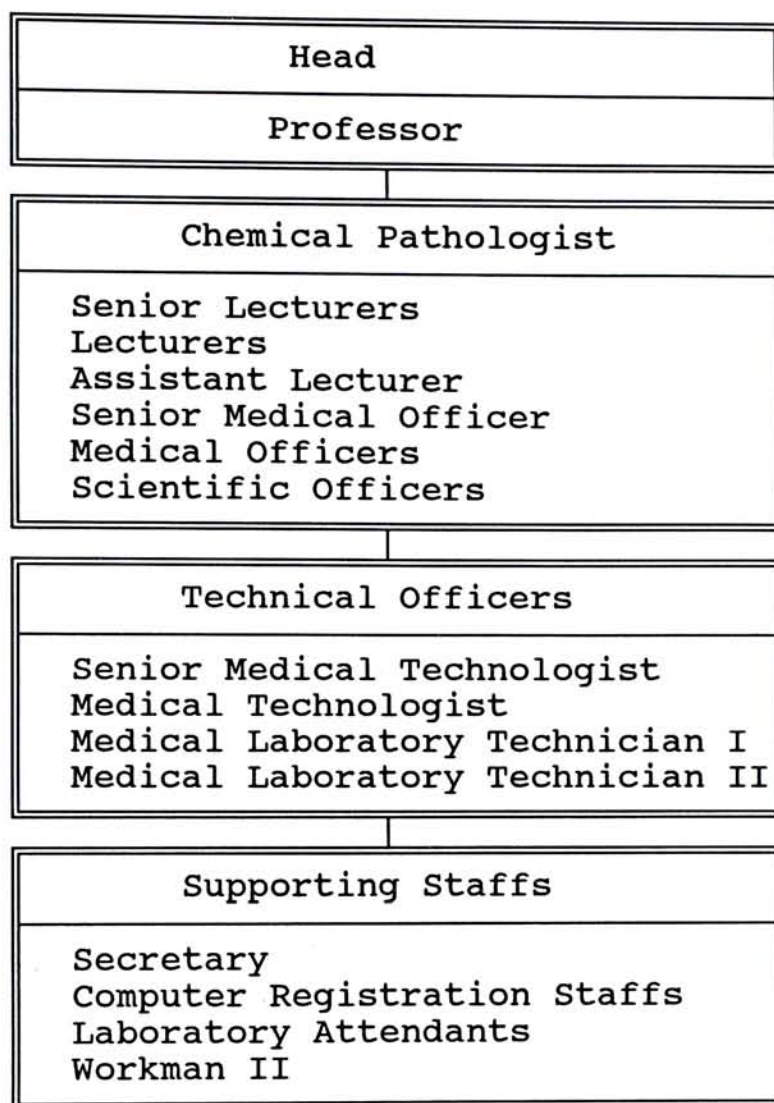 Head
Professor
Chemical Pathologist
Senior Lecturers
Lecturers
Assistant Lecturer
Senior Medical Officer
Medical Officers
Scientific Officers
Technical Officers
Senior Medical Technologist
Medical Technologist
Medical Laboratory Technician I
Medical Laboratory Technician II
Supporting Staffs
Secretary
Computer Registration Staffs
Laboratory Attendants
Workman II